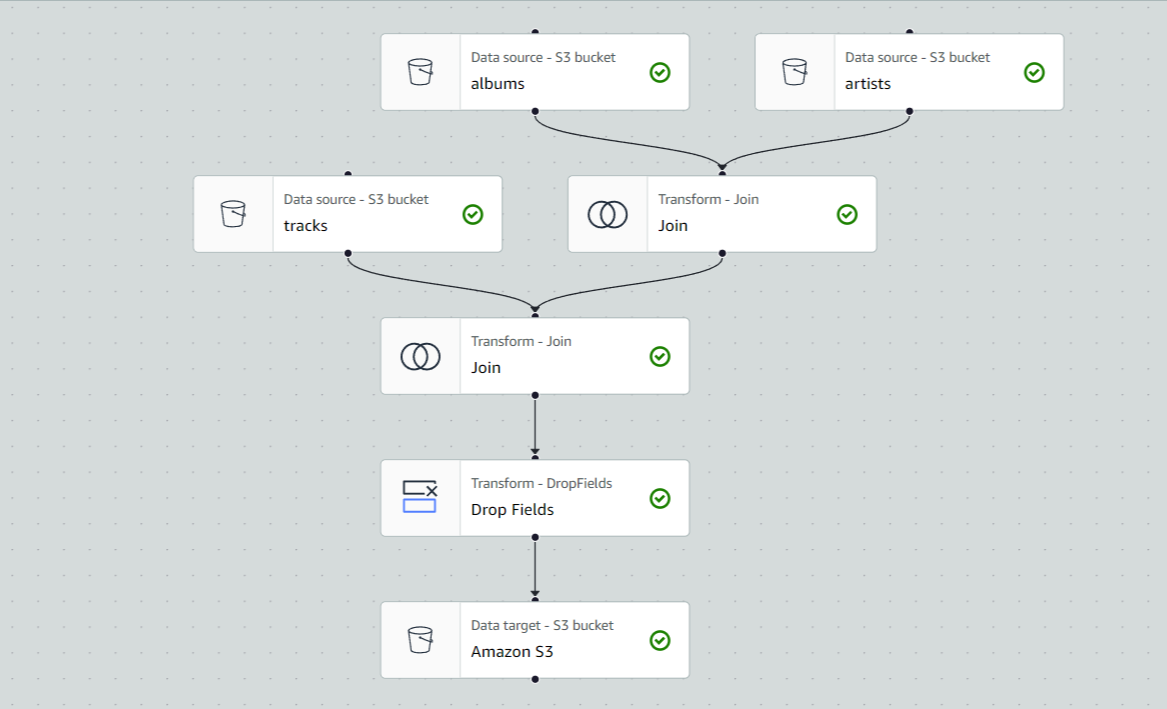 Data source - S3 bucket
albums
Data source - S3 bucket
artists
Data source - S3 bucket
tracks
Transform - Join
Join
Transform - Join
Join
Transform - DropFields
Drop Fields
Data target - S3 bucket
Amazon S3